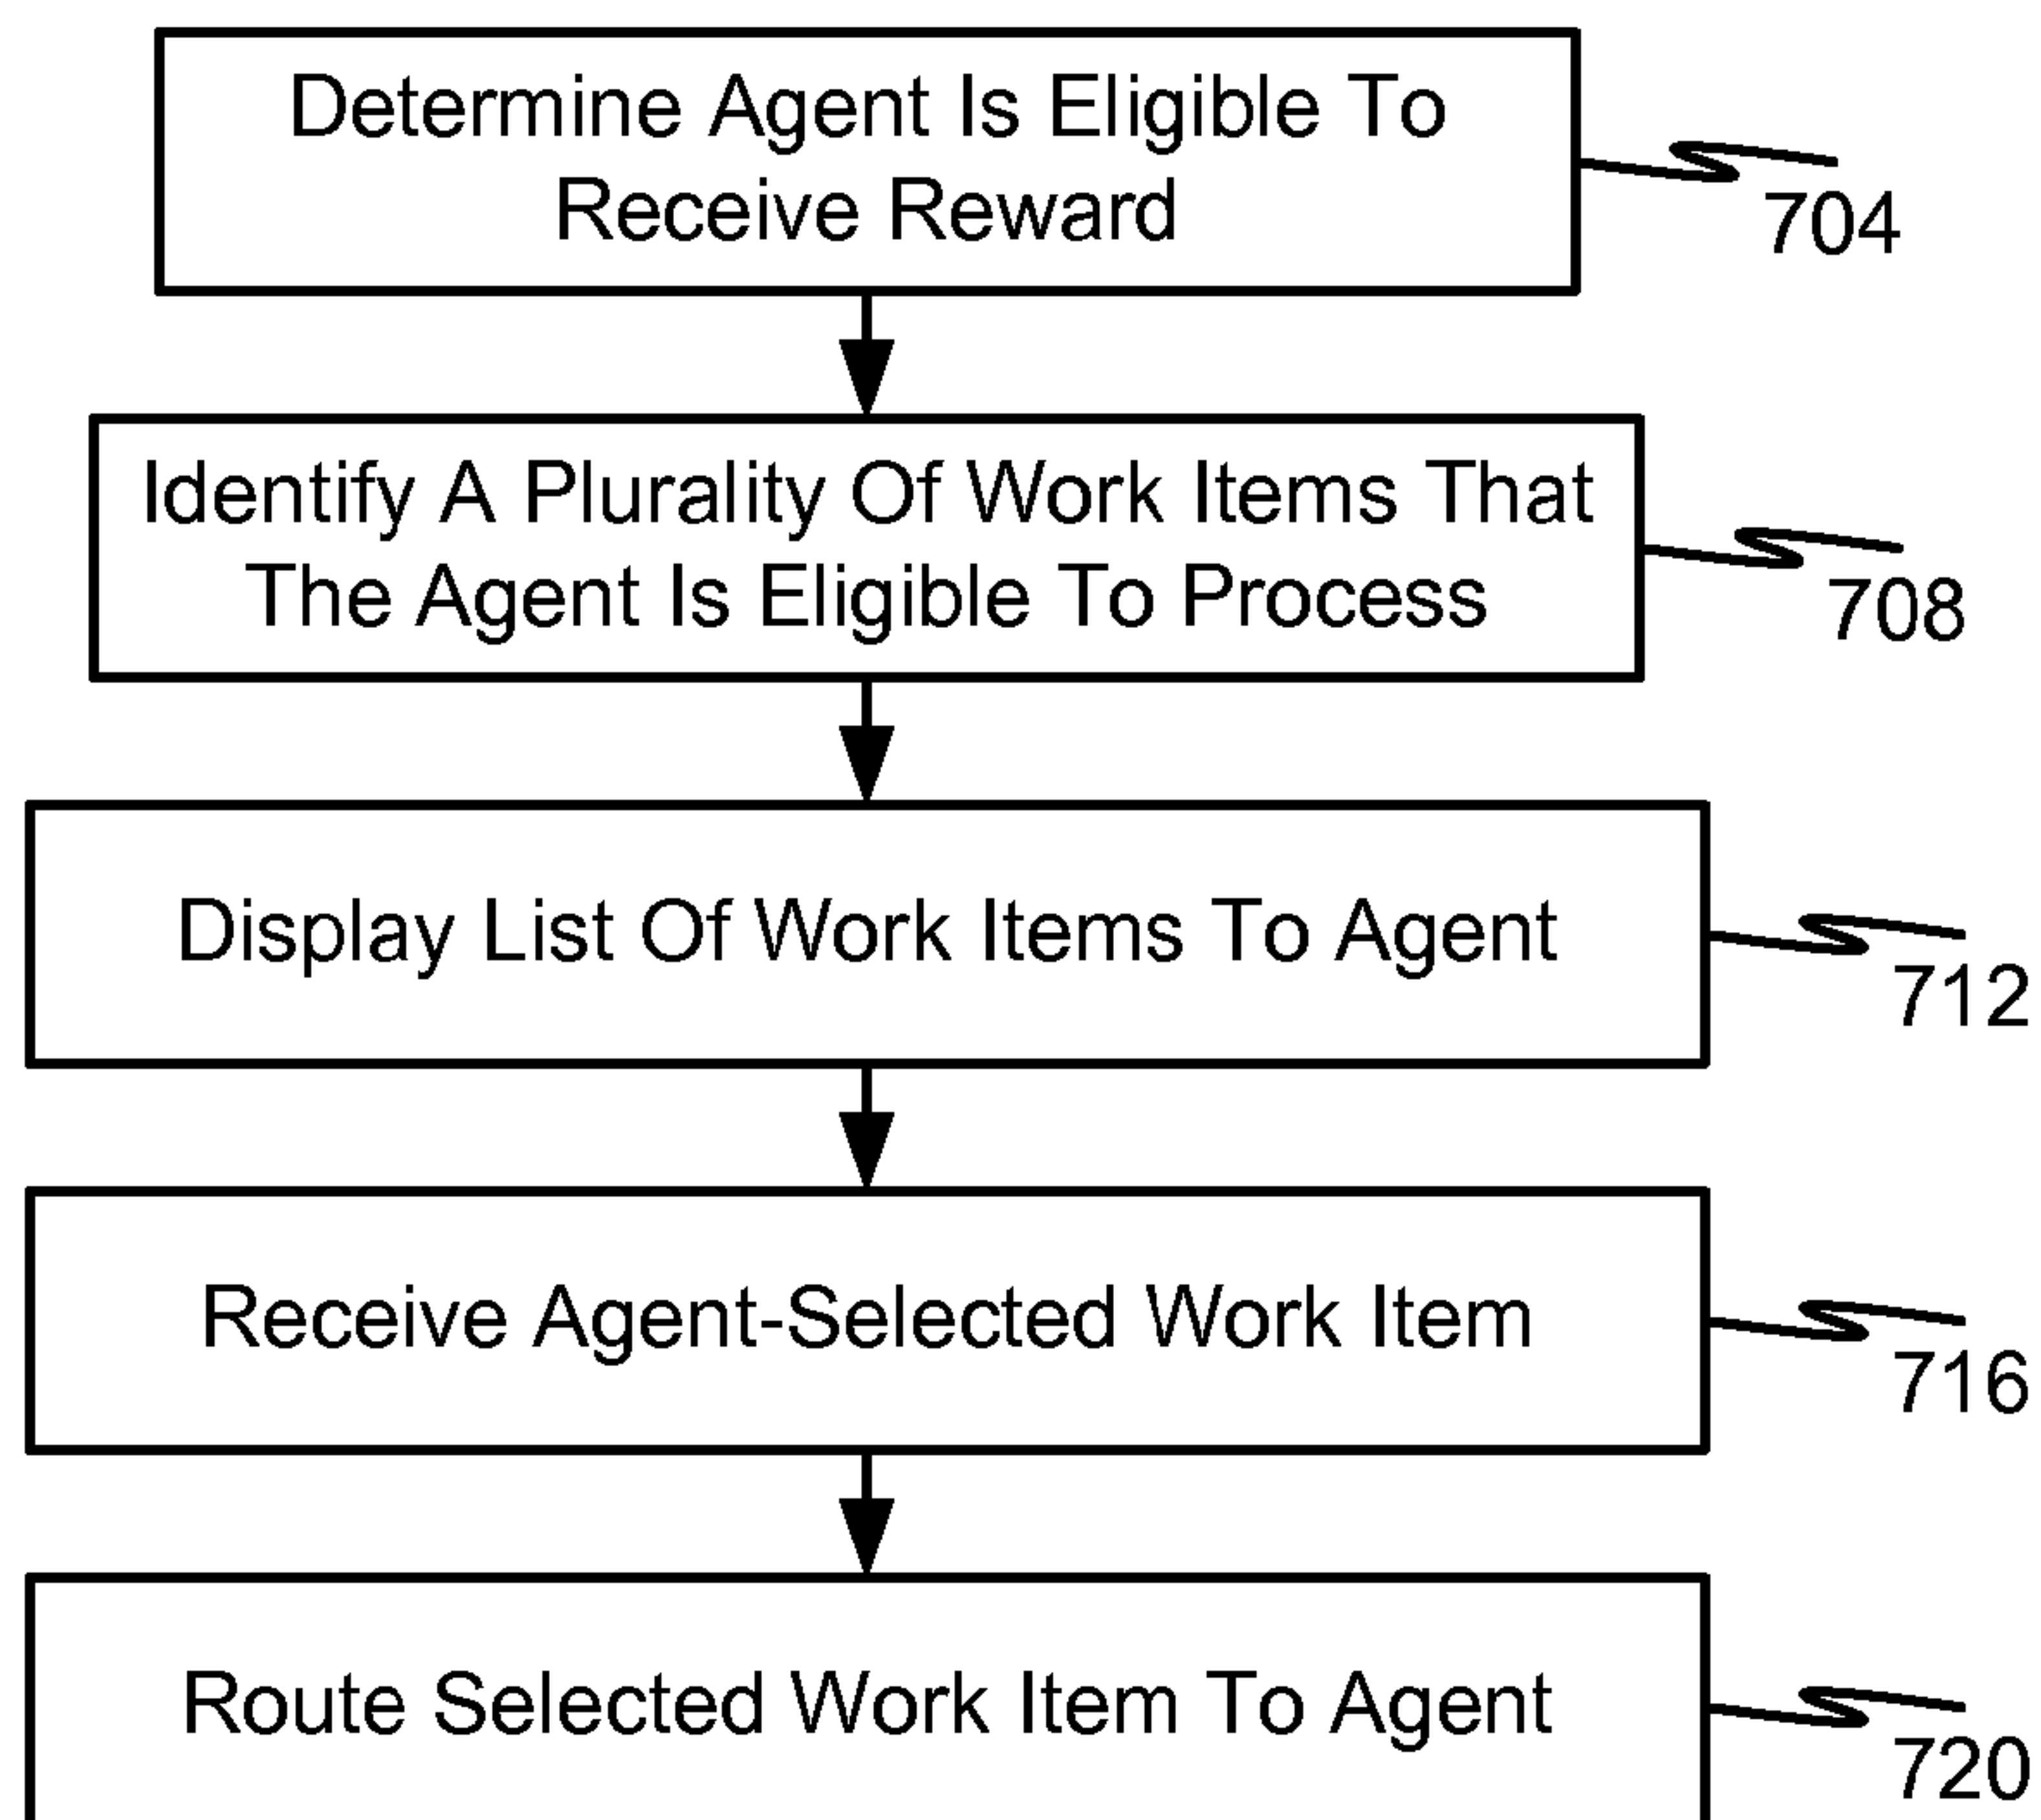 Determine Agent Is Eligible To
Receive Reward
704
Identify A Plurality Of Work Items That
The Agent Is Eligible To Process
708
Display List Of Work Items To Agent
712
Receive Agent-Selected Work Item
716
Route Selected Work Item To Agent
720